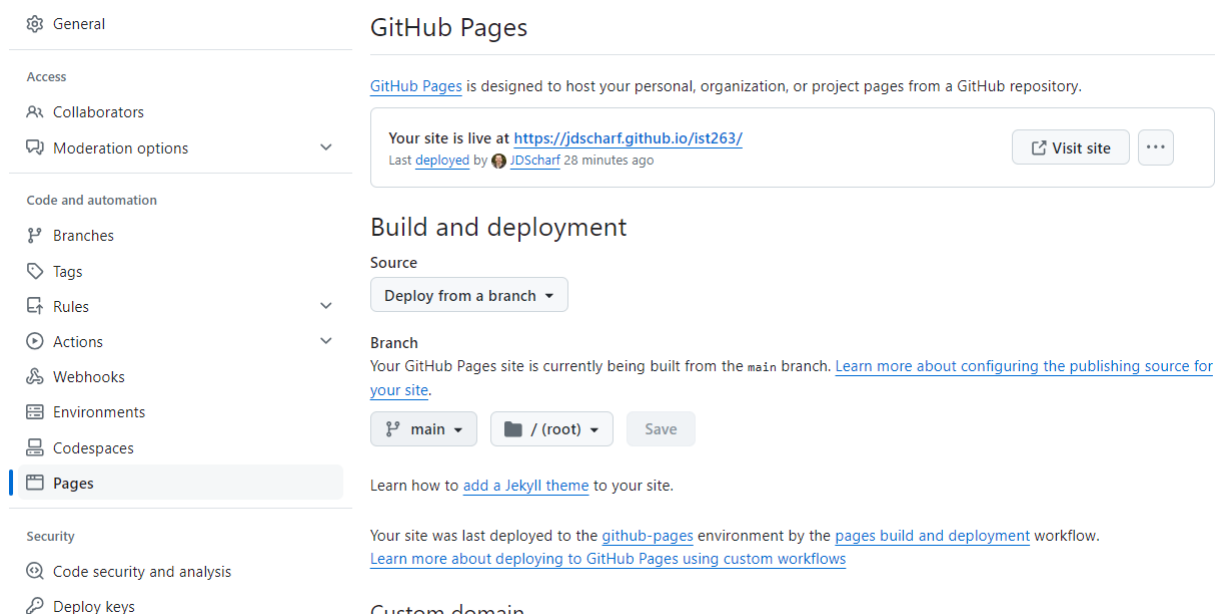 General
Access
Collaborators
Moderation options
Code and automation
Branches
Tags
Rules
Actions
Webhooks
Environments
Codespaces
Pages
Security
Code security and analysis
Deploy keys
GitHub Pages
GitHub Pages is designed to host your personal, organization, or project pages from a GitHub repository.
Your site is live at https://jdscharf.github.io/ist263/
Last deployed by JDScharf 28 minutes ago
Visit site
Build and deployment
Source
Deploy from a branch
Branch
Your GitHub Pages site is currently being built from the main branch. Learn more about configuring the publishing source for
your site.
main
/ (root)
Save
Learn how to add a Jekyll theme to your site.
Your site was last deployed to the github-pages environment by the pages build and deployment workflow.
Learn more about deploying to GitHub Pages using custom workflows
Custom domain